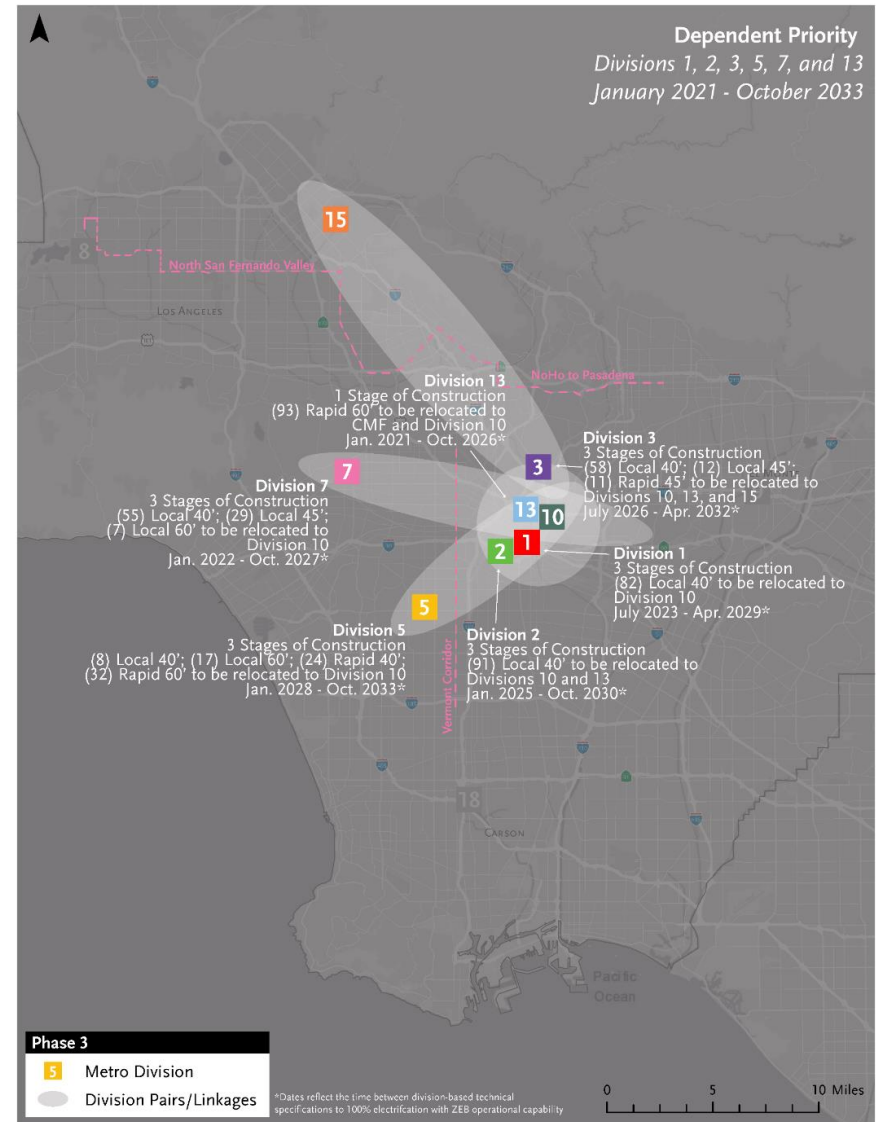 Dependent Priority
Divisions 1, 2, 3, 5, 7, and 13
January 2021 - October 2033
15
8
North San Fernando Valley
Los Angeles
NoHo to Pasadena
Division 13
1 Stage of Construction
(93) Rapid 60' to be relocated to
CMF and Division 10
Jan. 2021 - Oct. 2026*
3
Division 3
3 Stages of Construction
(58) Local 40'; (12) Local 45';
(11) Rapid 45' to be relocated to
Divisions 10, 13, and 15
July 2026 - Apr. 2032*
7
Division 7
3 Stages of Construction
(55) Local 40'; (29) Local 45';
(7) Local 60' to be relocated to
Division 10
Jan. 2022 - Oct. 2027*
13
10
1
2
Division 1
3 Stages of Construction
(82) Local 40' to be relocated to
Division 10
July 2023 - Apr. 2029*
5
Division 5
3 Stages of Construction
(8) Local 40'; (17) Local 60'; (24) Rapid 40';
(32) Rapid 60' to be relocated to Division 10
Jan. 2028 - Oct. 2033*
Division 2
3 Stages of Construction
(91) Local 40' to be relocated to
Divisions 10 and 13
Jan. 2025 - Oct. 2030*
Vermont Corridor
18
Carson
Pacific
Ocean
Phase 3
5 Metro Division
Division Pairs/Linkages
*Dates reflect the time between division-based technical
specifications to 100% electrifcation with ZEB operational capability
0 5 10 Miles